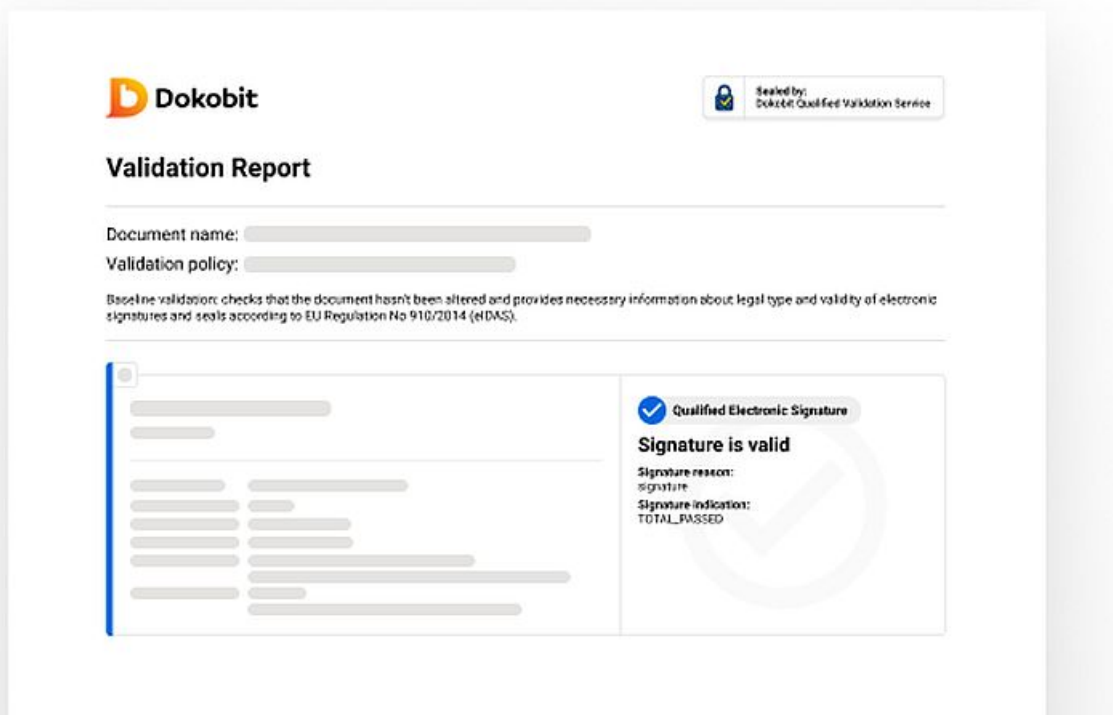 Dokobit
Sealed by:
Dokobit Qualified Validation Service
Validation Report
Document name:
Validation policy:
Baseline validation: checks that the document hasn't been altered and provides necessary information about legal type and validity of electronic
signatures and seals according to EU Regulation No 910/2014 (eIDAS).
Qualified Electronic Signature
Signature is valid
Signature reason:
signature
Signature indication:
TOTAL_PASSED